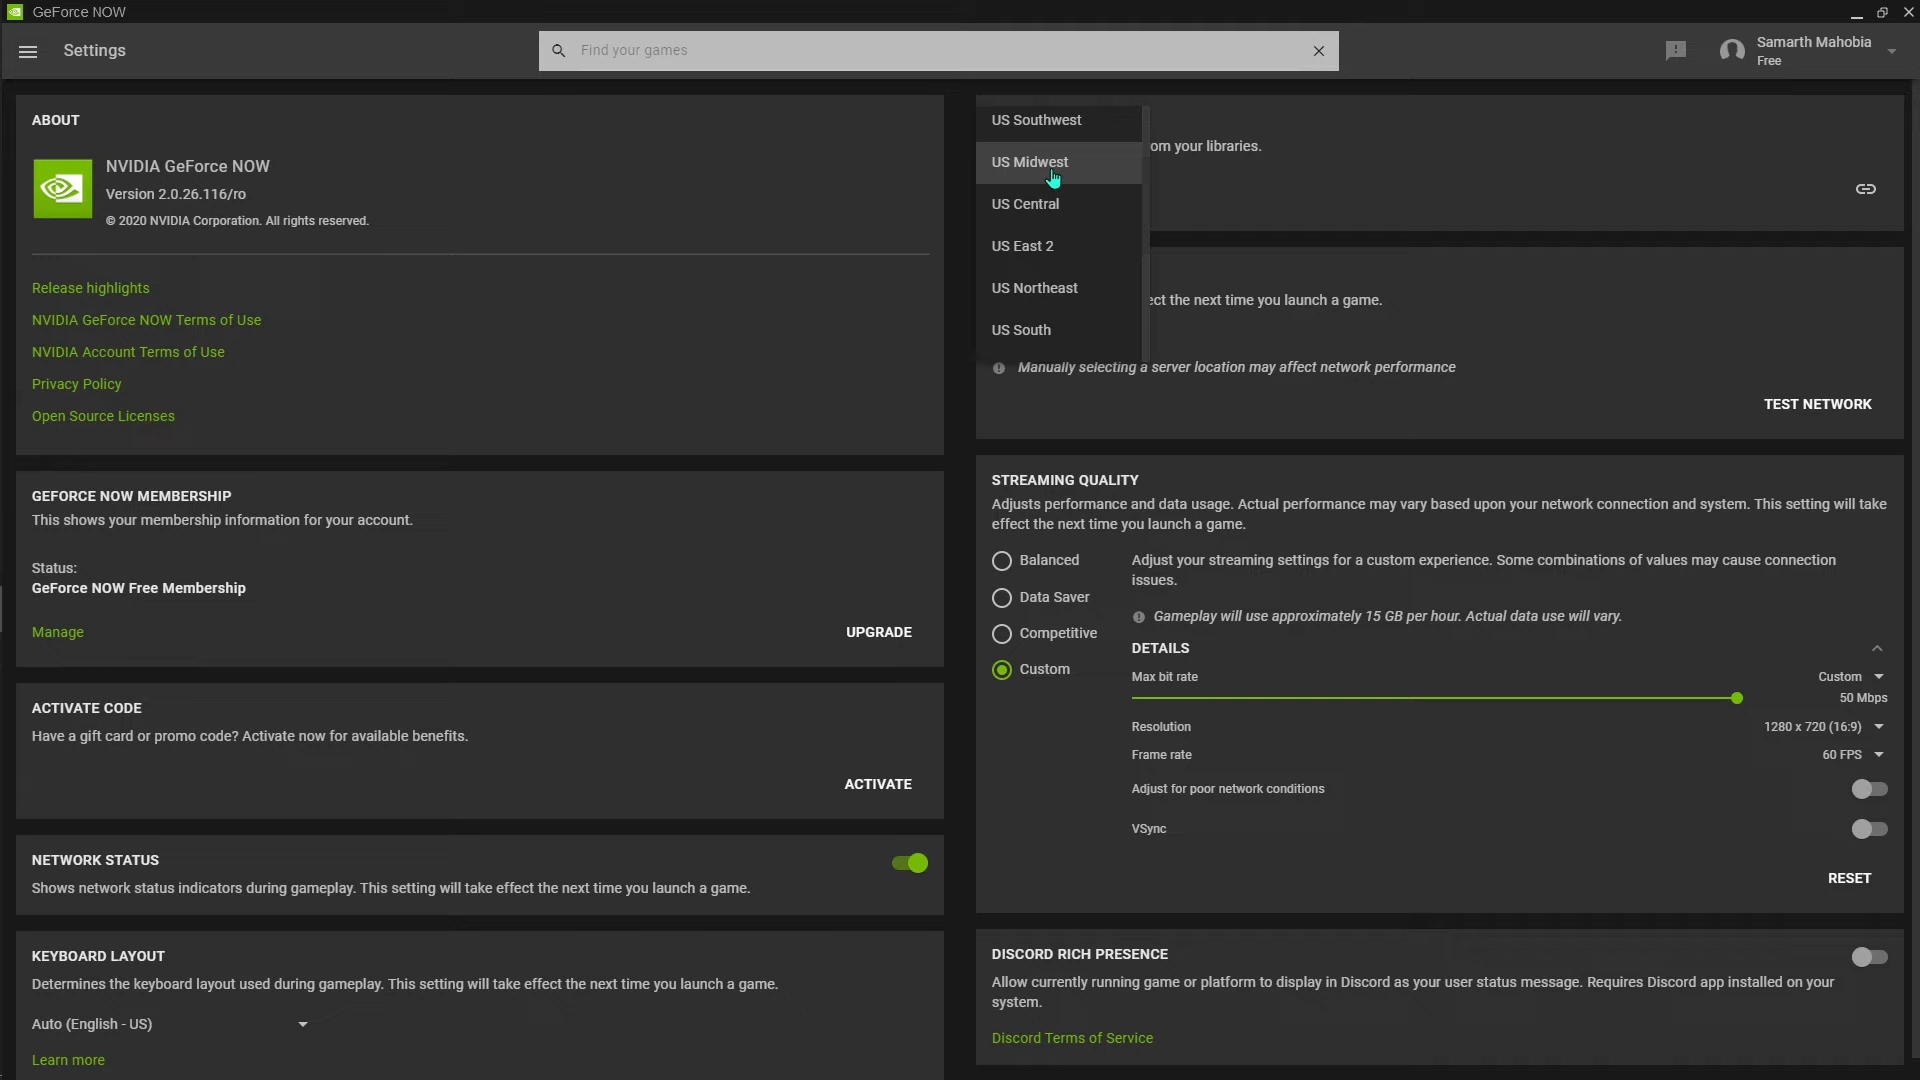 GeForce NOW
Settings
Find your games
Samarth Mahobia
Free
ABOUT
NVIDIA GeForce NOW
Version 2.0.26.116/ro
© 2020 NVIDIA Corporation. All rights reserved.
Release highlights
NVIDIA GeForce NOW Terms of Use
NVIDIA Account Terms of Use
Privacy Policy
Open Source Licenses
GEFORCE NOW MEMBERSHIP
This shows your membership information for your account.
Status:
GeForce NOW Free Membership
Manage
UPGRADE
ACTIVATE CODE
Have a gift card or promo code? Activate now for available benefits.
ACTIVATE
NETWORK STATUS
Shows network status indicators during gameplay. This setting will take effect the next time you launch a game.
KEYBOARD LAYOUT
Determines the keyboard layout used during gameplay. This setting will take effect the next time you launch a game.
Auto (English - US)
Learn more
US Southwest
om your libraries.
US Midwest
US Central
US East 2
US Northeast
ect the next time you launch a game.
US South
Manually selecting a server location may affect network performance
TEST NETWORK
STREAMING QUALITY
Adjusts performance and data usage. Actual performance may vary based upon your network connection and system. This setting will take
effect the next time you launch a game.
Balanced
Data Saver
Competitive
Custom
Adjust your streaming settings for a custom experience. Some combinations of values may cause connection
issues.
Gameplay will use approximately 15 GB per hour. Actual data use will vary.
DETAILS
Max bit rate
Custom
50 Mbps
Resolution
1280 x 720 (16:9)
Frame rate
60 FPS
Adjust for poor network conditions
VSync
RESET
DISCORD RICH PRESENCE
Allow currently running game or platform to display in Discord as your user status message. Requires Discord app installed on your
system.
Discord Terms of Service